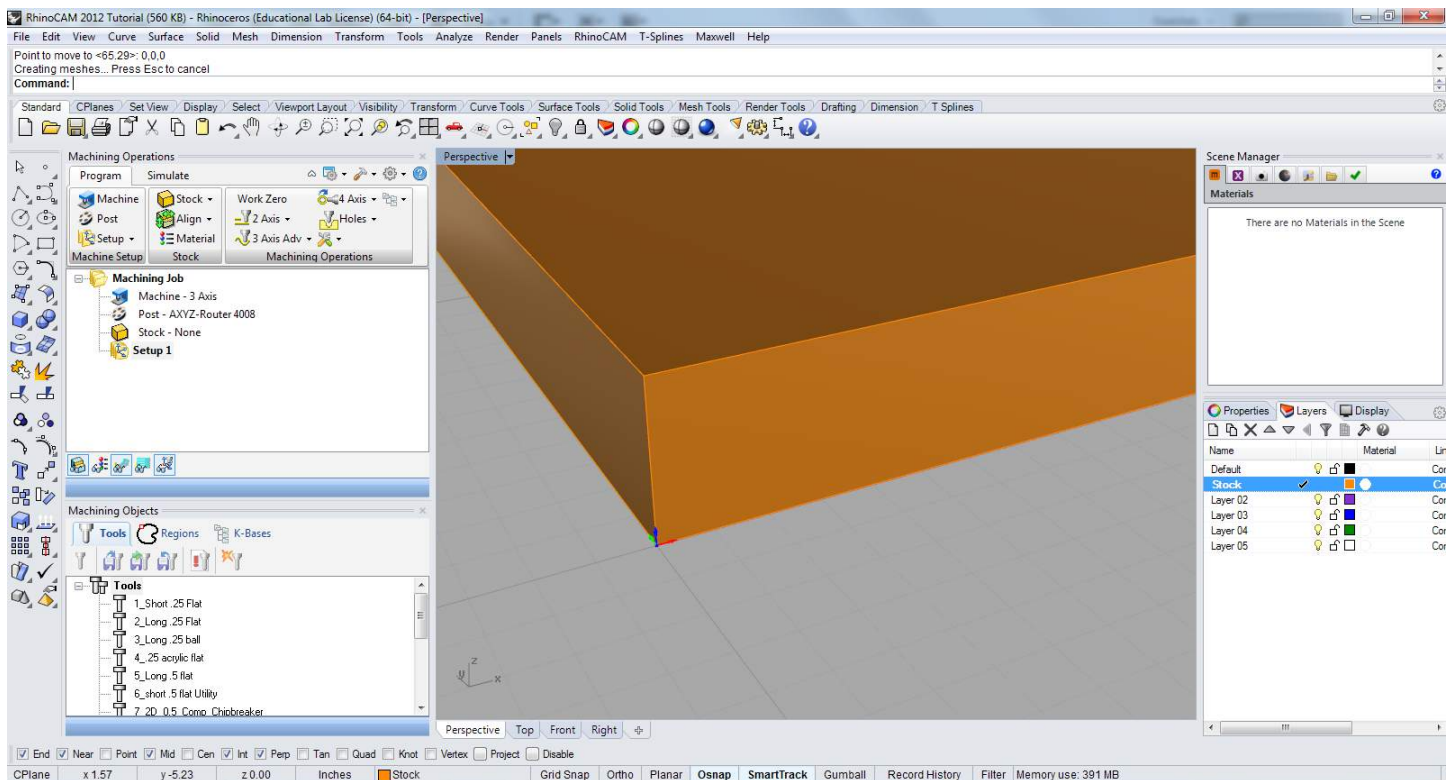 RhinoCAM 2012 Tutorial (560 KB) - Rhinoceros (Educational Lab License) (64-bit) - [Perspective]
File Edit View Curve Surface Solid Mesh Dimension Transform Tools Analyze Render Panels RhinoCAM T-Splines Maxwell Help
Point to move to <65.29>: 0,0,0
Creating meshes... Press Esc to cancel
Command:
Standard CPlanes Set View Display Select Viewport Layout Visibility Transform Curve Tools Surface Tools Solid Tools Mesh Tools Render Tools Drafting Dimension T Splines
Machining Operations
Program Simulate
Machine Stock Work Zero 4 Axis
Post Align 2 Axis Holes
Setup Material 3 Axis Adv
Machine Setup Stock Machining Operations
Machining Job
Machine - 3 Axis
Post - AXYZ-Router 4008
Stock - None
Setup 1
Machining Objects
Tools Regions K-Bases
Tools
1_Short .25 Flat
2_Long .25 Flat
3_Long .25 ball
4_.25 acrylic flat
5_Long .5 flat
6_short .5 flat Utility
7_2D_0.5_Comp_Chipbreaker
Perspective
z
y x
Perspective Top Front Right
Scene Manager
Materials
There are no Materials in the Scene
Properties Layers Display
Name Material Lin
Default Con
Stock Co
Layer 02 Con
Layer 03 Con
Layer 04 Con
Layer 05 Con
End Near Point Mid Cen Int Perp Tan Quad Knot Vertex Project Disable
CPlane x 1.57 y -5.23 z 0.00 Inches Stock Grid Snap Ortho Planar Osnap SmartTrack Gumball Record History Filter Memory use: 391 MB